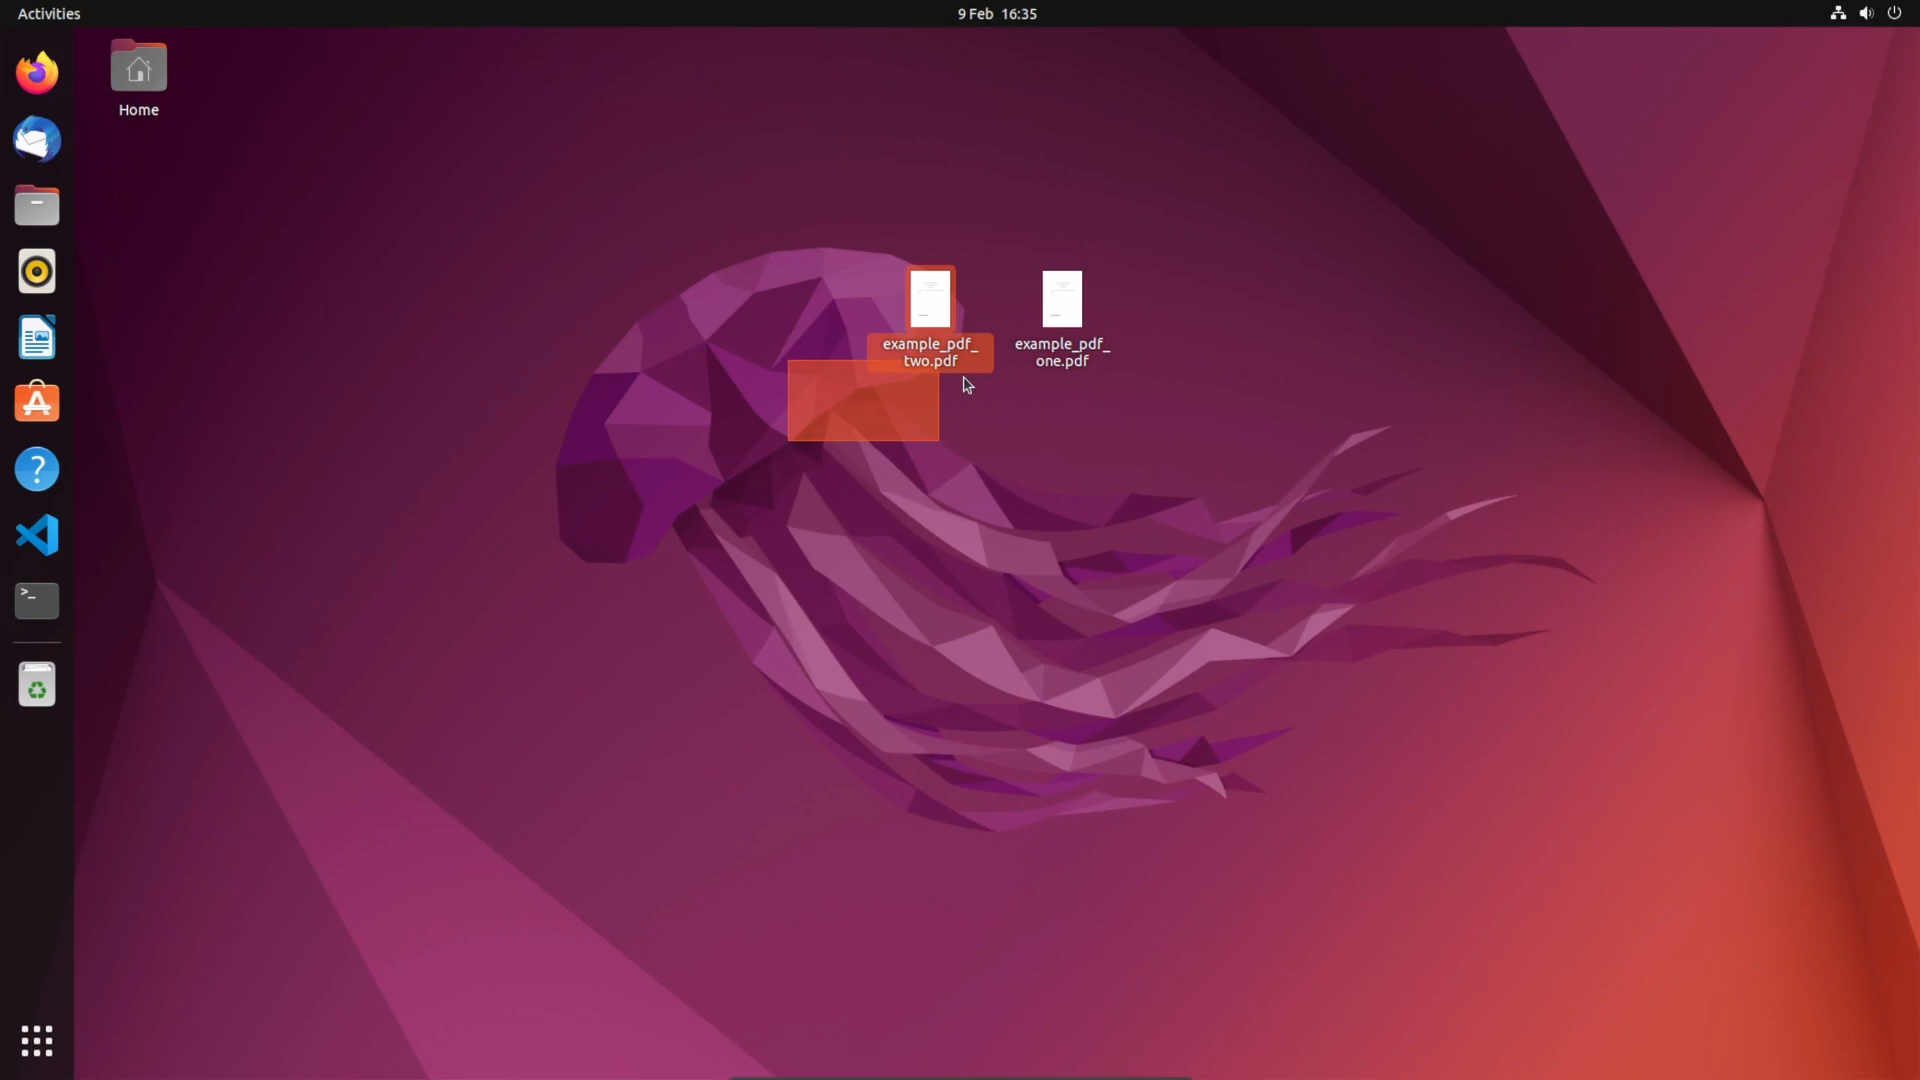 Activities
9 Feb 16:35
Home
example_pdf_
two.pdf
example_pdf_
one.pdf